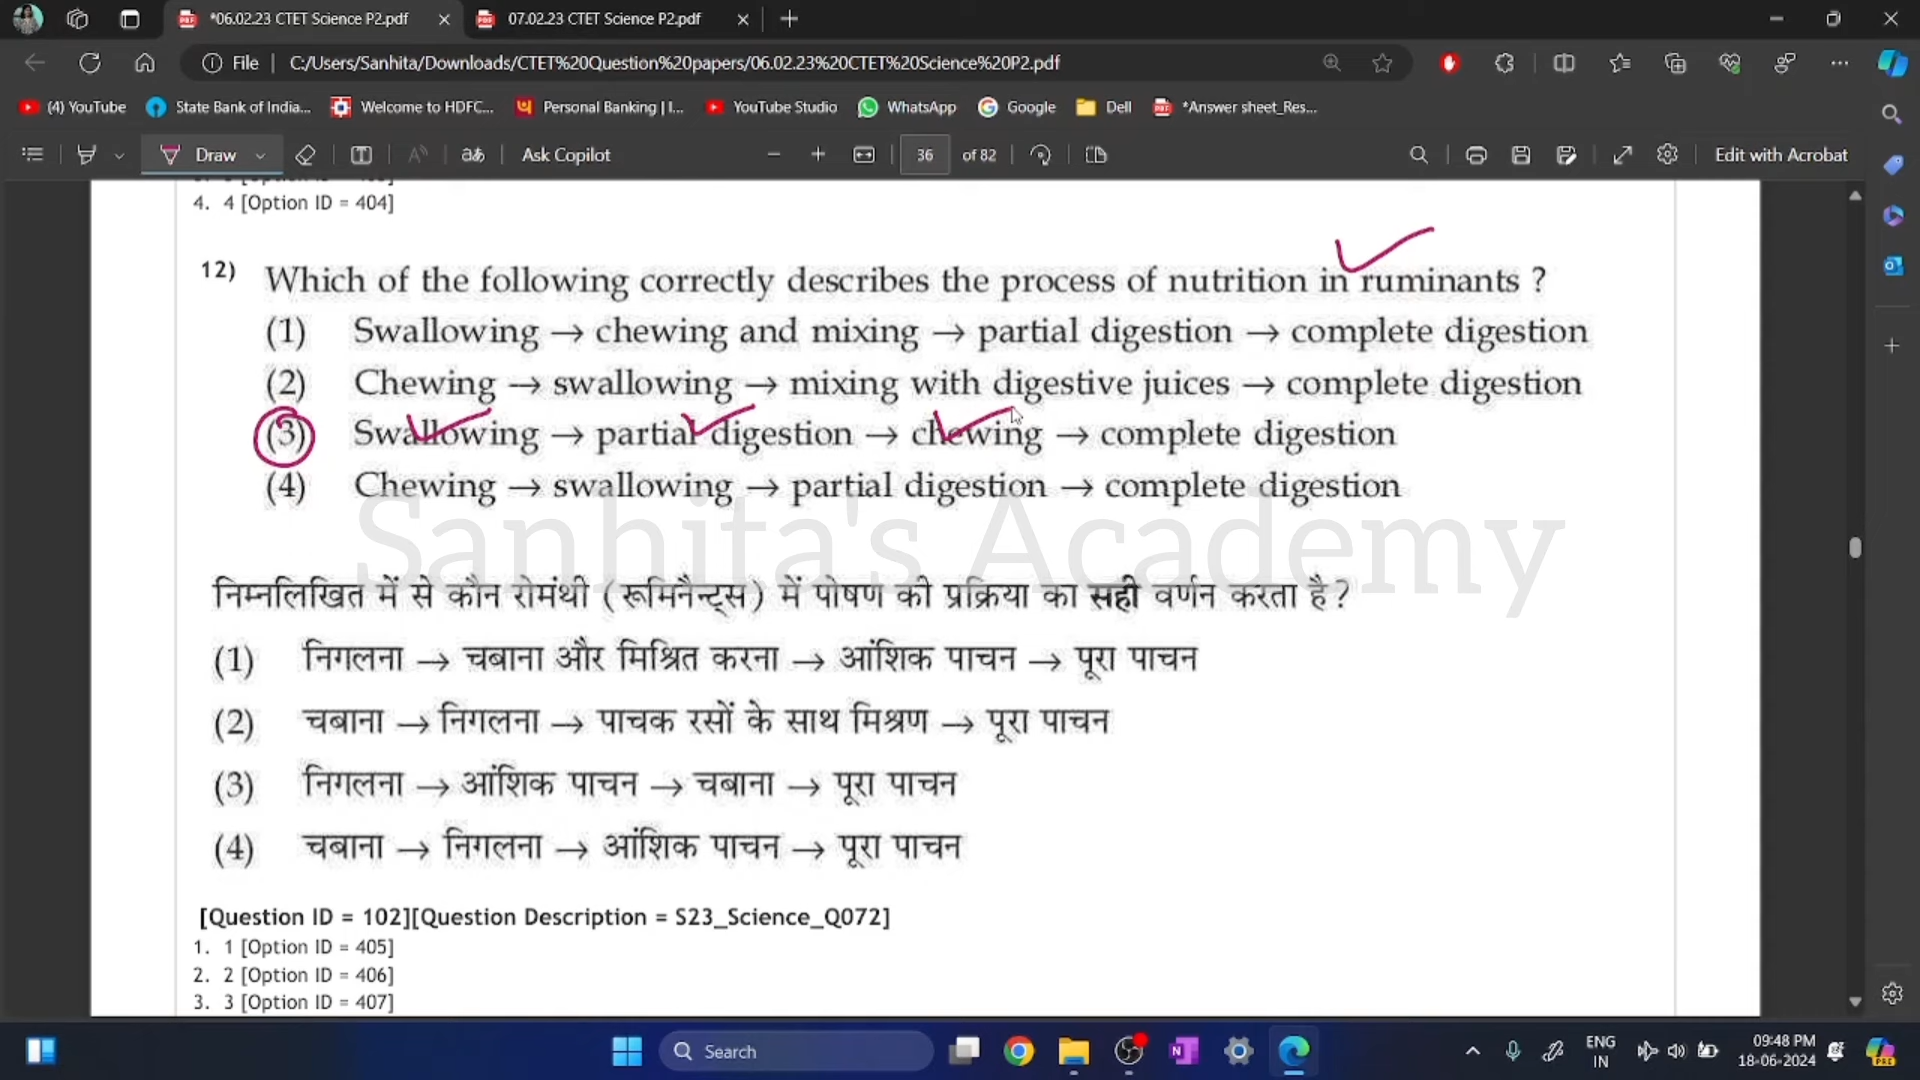 *06.02.23 CTET Science P2.pdf
07.02.23 CTET Science P2.pdf
File
C:/Users/Sanhita/Downloads/CTET%20Question%20papers/06.02.23%20CTET%20Science%20P2.pdf
(4) YouTube
State Bank of India...
Welcome to HDFC...
Personal Banking | I...
YouTube Studio
WhatsApp
Google
Dell
*Answer sheet_Res...
Draw
Ask Copilot
36 of 82
Edit with Acrobat
4. 4 [Option ID = 404]
12) Which of the following correctly describes the process of nutrition in ruminants ?
(1) Swallowing → chewing and mixing → partial digestion → complete digestion
(2) Chewing → swallowing → mixing with digestive juices → complete digestion
(3) Swallowing → partial digestion → chewing → complete digestion
(4) Chewing → swallowing → partial digestion → complete digestion
Sanhita's Academy
निम्नलिखित में से कौन रोमंथी (रूमिनैन्ट्स) में पोषण की प्रक्रिया का सही वर्णन करता है ?
(1) निगलना → चबाना और मिश्रित करना → आंशिक पाचन → पूरा पाचन
(2) चबाना → निगलना → पाचक रसों के साथ मिश्रण → पूरा पाचन
(3) निगलना → आंशिक पाचन → चबाना → पूरा पाचन
(4) चबाना → निगलना → आंशिक पाचन → पूरा पाचन
[Question ID = 102][Question Description = S23_Science_Q072]
1. 1 [Option ID = 405]
2. 2 [Option ID = 406]
3. 3 [Option ID = 407]
Search
ENG
IN
09:48 PM
18-06-2024